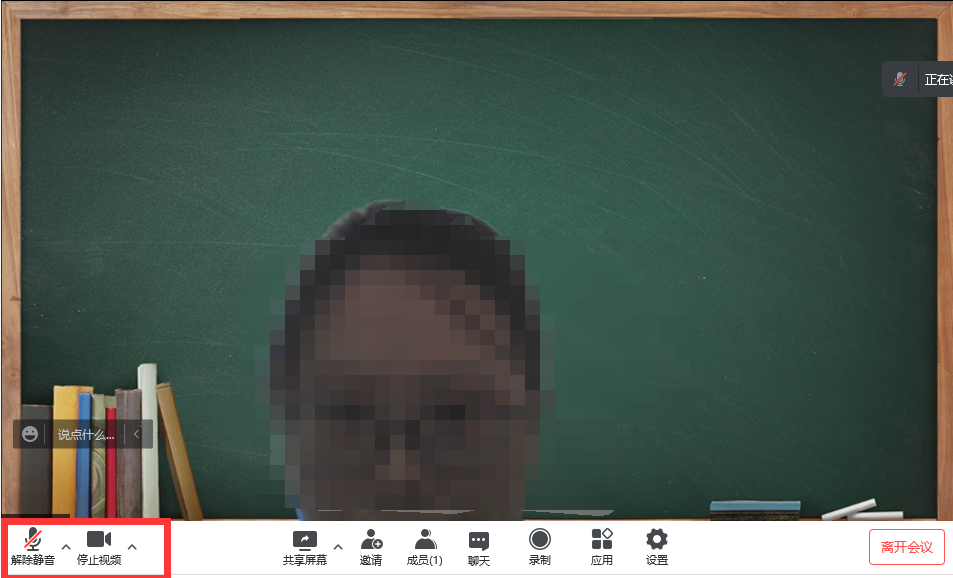 正在
说点什么...
解除静音
停止视频
共享屏幕
邀请
成员(1)
聊天
录制
应用
设置
离开会议